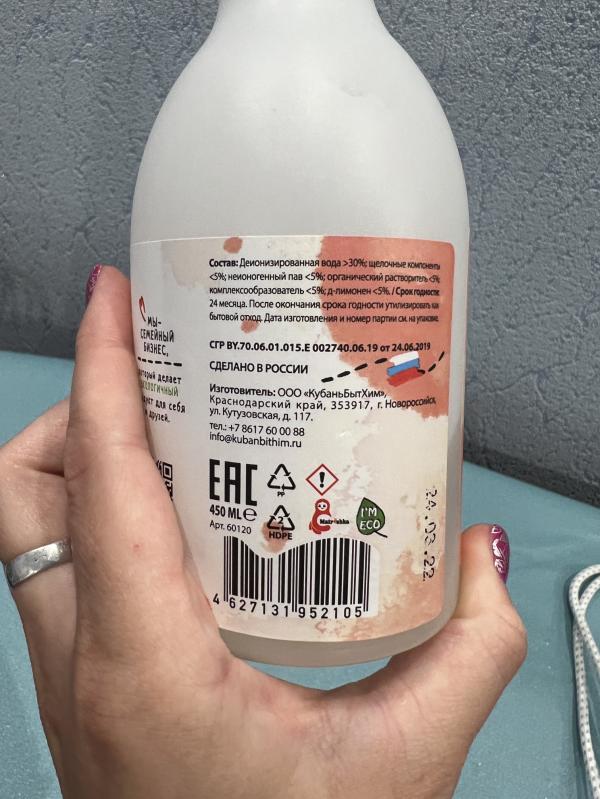 Состав: Деионизированная вода >30%; щелочные компоненты
<5%; неионогенный пав <5%; органический растворитель <5%;
комплексообразователь <5%; д-лимонен <5%. / Срок годности:
24 месяца. После окончания срока годности утилизировать как
бытовой отход. Дата изготовления и номер партии см. на упаковке.
СГР BY.70.06.01.015.E 002740.06.19 от 24.06.2019
СДЕЛАНО В РОССИИ
Изготовитель: ООО «КубаньБытХим»,
Краснодарский край, 353917, г. Новороссийск,
ул. Кутузовская, д. 117.
тел.: +7 8617 60 00 88
info@kubanbithim.ru
МЫ-
СЕМЕЙНЫЙ
БИЗНЕС,
который делает
для себя
друзей.
EAC
PP
!
450 ML℮
Арт. 60120
2
HDPE
Matr
shka
I'M
ECO
4 627131 952105
24.03.22